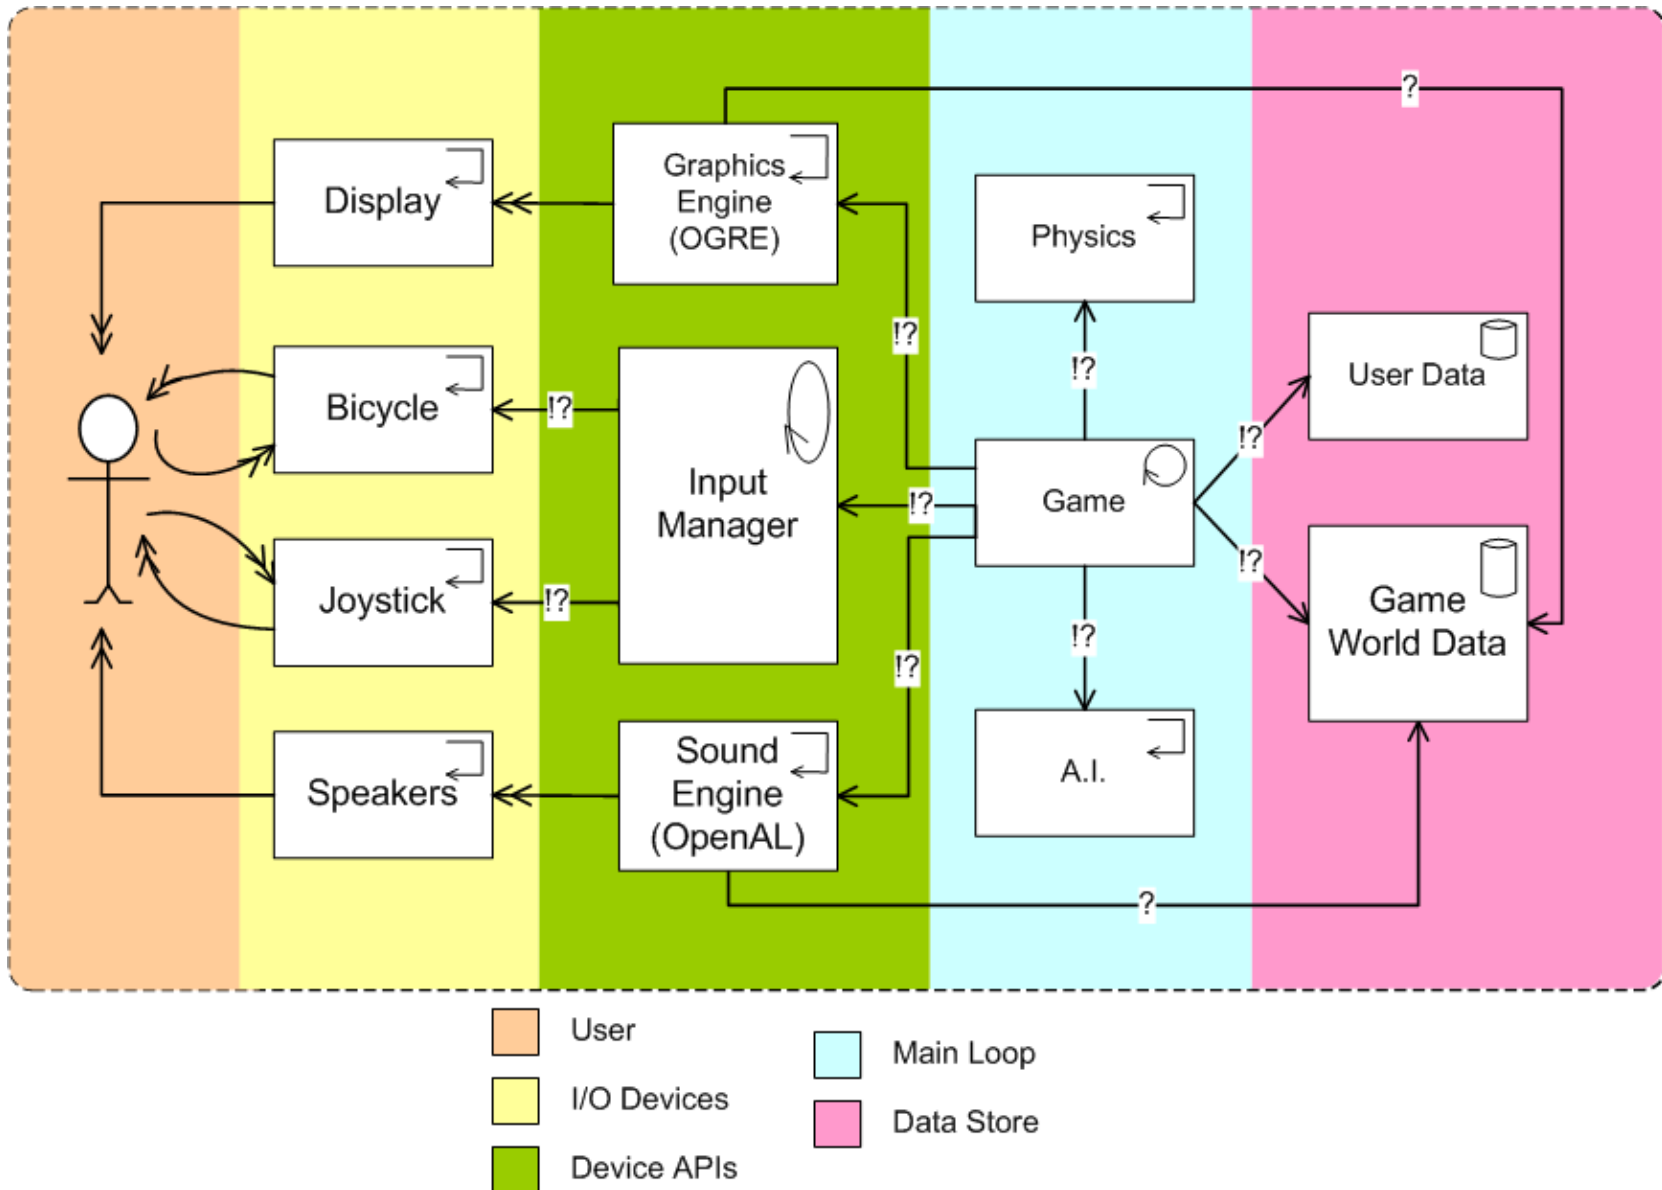 ?
Display
Graphics
Engine
(OGRE)
Physics
!?
!?
User Data
Bicycle
!?
!?
Input
Manager
Game
!?
!?
Joystick
!?
!?
Game
World Data
!?
Speakers
Sound
Engine
(OpenAL)
A.I.
?
User
Main Loop
I/O Devices
Data Store
Device APIs